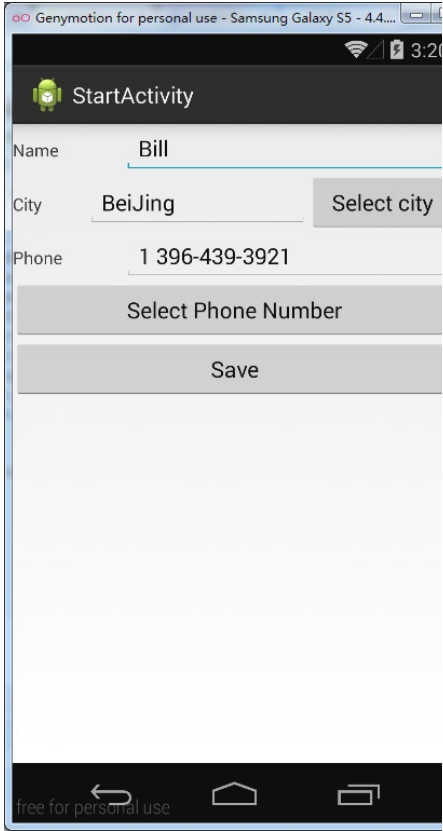 Genymotion for personal use - Samsung Galaxy S5 - 4.4....
3:20
StartActivity
Name Bill
City BeiJing Select city
Phone 1 396-439-3921
Select Phone Number
Save
free for personal use